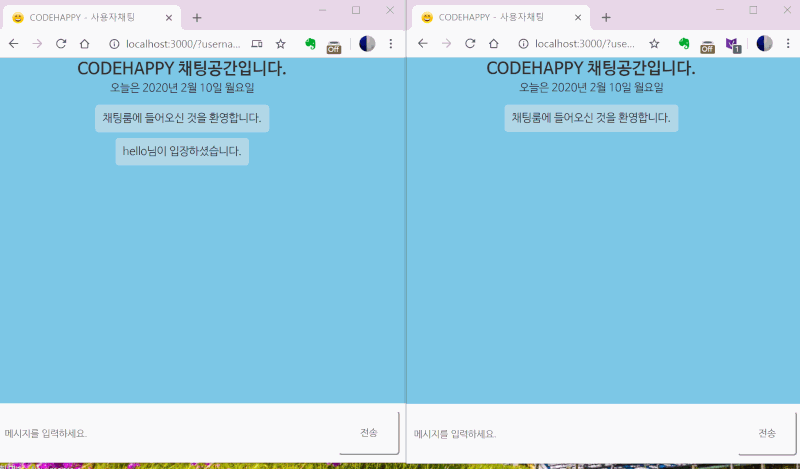 CODEHAPPY - 사용자채팅
localhost:3000/?userna...
Off
CODEHAPPY 채팅공간입니다.
오늘은 2020년 2월 10일 월요일
채팅룸에 들어오신 것을 환영합니다.
hello님이 입장하셨습니다.
메시지를 입력하세요.
전송
CODEHAPPY - 사용자채팅
localhost:3000/?use...
Off
1
CODEHAPPY 채팅공간입니다.
오늘은 2020년 2월 10일 월요일
채팅룸에 들어오신 것을 환영합니다.
메시지를 입력하세요.
전송